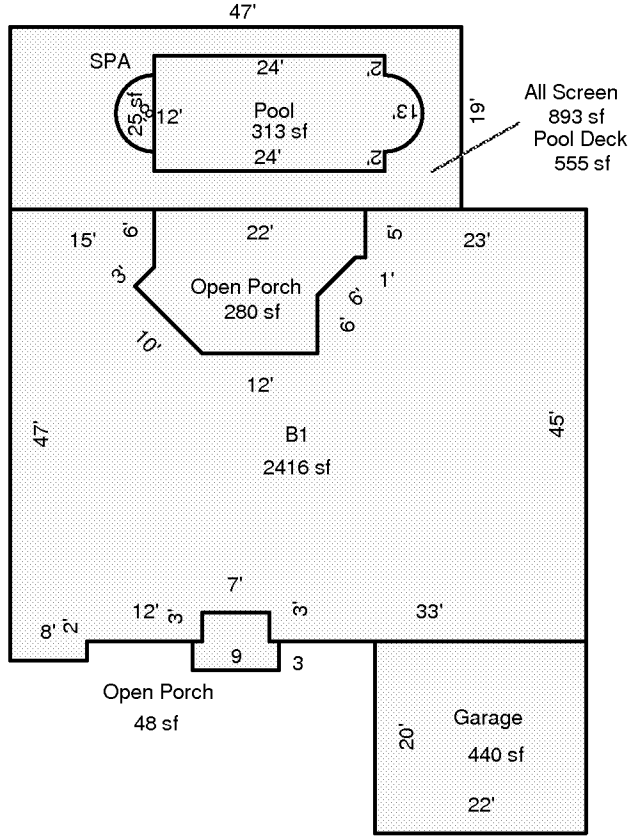 47'
SPA
24'
2'
All Screen
893 sf
Pool Deck
555 sf
25 sf
8'
12'
Pool
313 sf
13'
19'
24'
2'
15'
6'
22'
5'
23'
3'
Open Porch
280 sf
1'
6'
6'
10'
12'
47'
B1
2416 sf
45'
7'
8'
2'
12'
3'
3'
33'
9
3
Open Porch
48 sf
20'
Garage
440 sf
22'